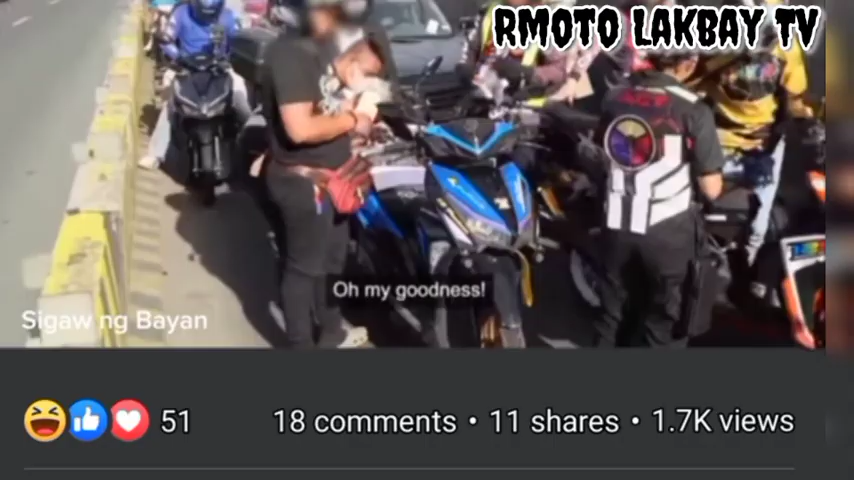 RMOTO LAKBAY TV
Oh my goodness!
Sigaw ng Bayan
51
18 comments • 11 shares • 1.7K views